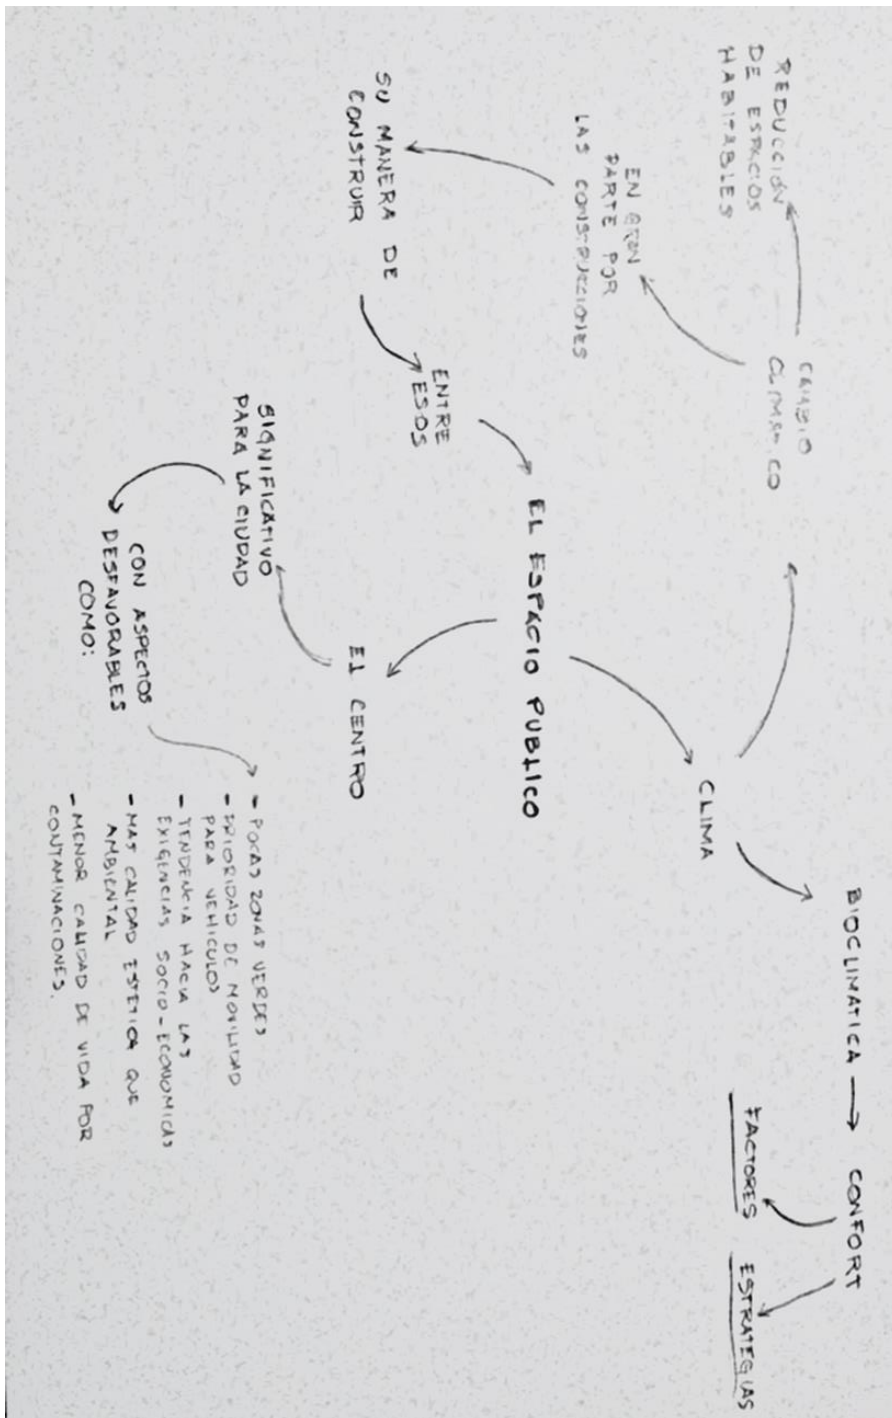 REDUCCIÓN
DE ESPACIOS
HABITABLES
CAMBIO
CLIMATICO
EN GRAN
PARTE POR
LAS CONSTRUCCIONES
SU MANERA DE
CONSTRUIR
ENTRE
ESOS
EL ESPACIO PUBLICO
CLIMA
BIOCLIMATICA → CONFORT
FACTORES
ESTRATEGIAS
EL CENTRO
SIGNIFICATIVO
PARA LA CIUDAD
CON ASPECTOS
DESFAVORABLES
COMO:
- POCAS ZONAS VERDES
- PRIORIDAD DE MOVILIDAD
PARA VEHICULOS
- TENDENCIA HACIA LAS
EXIGENCIAS SOCIO-ECONOMICAS
- MAS CALIDAD ESTETICA QUE
AMBIENTAL
- MENOR CALIDAD DE VIDA POR
CONTAMINACIONES.